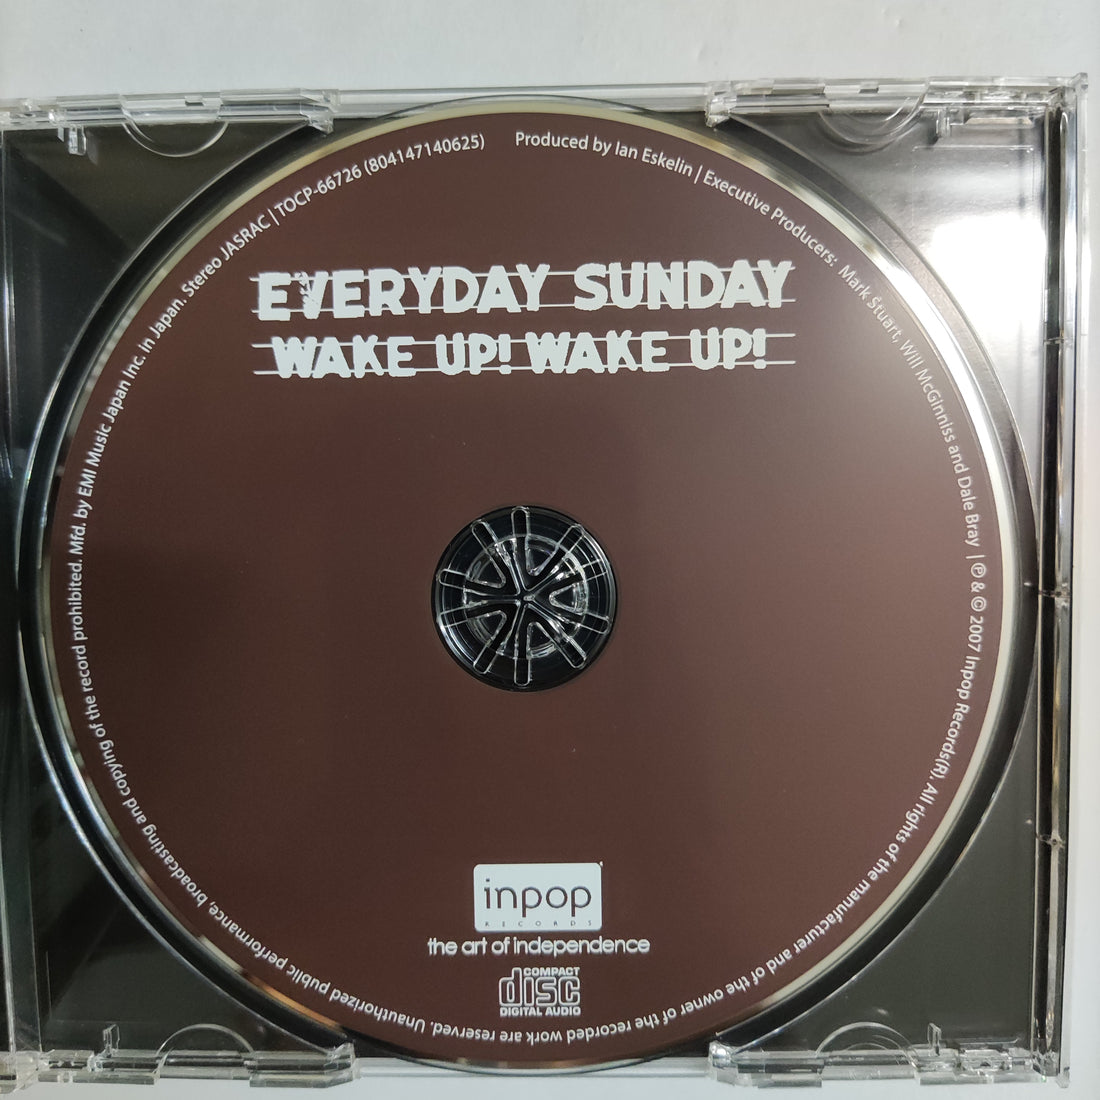 EVERYDAY SUNDAY
WAKE UP! WAKE UP!
Produced by Ian Eskelin | Executive Producers: Mark Stuart, Will McGinniss and Dale Bray | ℗ & © 2007 Inpop Records(R). All rights of the manufacturer and of the owner of the recorded work are reserved. Unauthorized public performance, broadcasting and copying of the record prohibited. Mfd. by EMI Music Japan Inc. in Japan. Stereo JASRAC | TOCP-66726 (804147140625)
inpop
RECORDS
the art of independence
COMPACT
disc
DIGITAL AUDIO